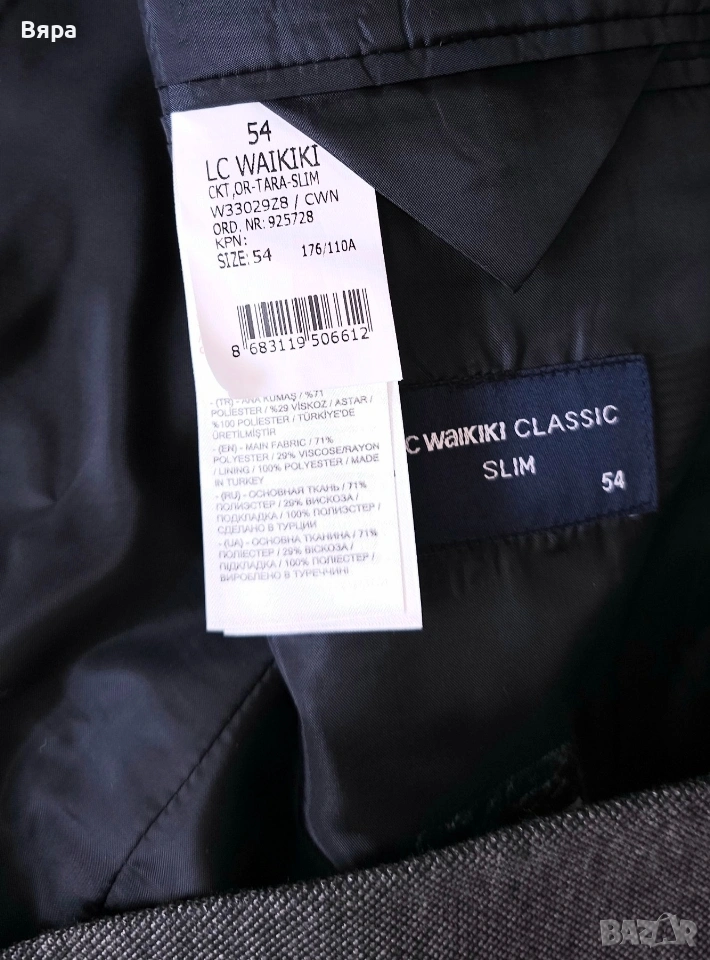 Вяра
54
LC WAIKIKI
CKT,OR-TARA-SLIM
W33029Z8 / CWN
ORD. NR: 925728
KPN:
SIZE: 54 176/110A
8 683119 506612
- (TR) - ANA KUMAŞ / %71
POLIESTER / %29 VİSKOZ / ASTAR /
%100 POLIESTER / TÜRKİYE'DE
ÜRETİLMİŞTİR
- (EN) - MAIN FABRIC / 71%
POLYESTER / 29% VISCOSE/RAYON
/ LINING / 100% POLYESTER / MADE
IN TURKEY
- (RU) - ОСНОВНАЯ ТКАНЬ / 71%
ПОЛИЭСТЕР / 29% ВИСКОЗА /
ПОДКЛАДКА / 100% ПОЛИЭСТЕР /
СДЕЛАНО В ТУРЦИИ
- (UA) - ОСНОВНА ТКАНИНА / 71%
ПОЛІЕСТЕР / 29% ВІСКОЗА /
ПІДКЛАДКА / 100% ПОЛІЕСТЕР /
ВИРОБЛЕНО В ТУРЕЧЧИНІ
C WAIKIKI CLASSIC
SLIM
54
BAZAR